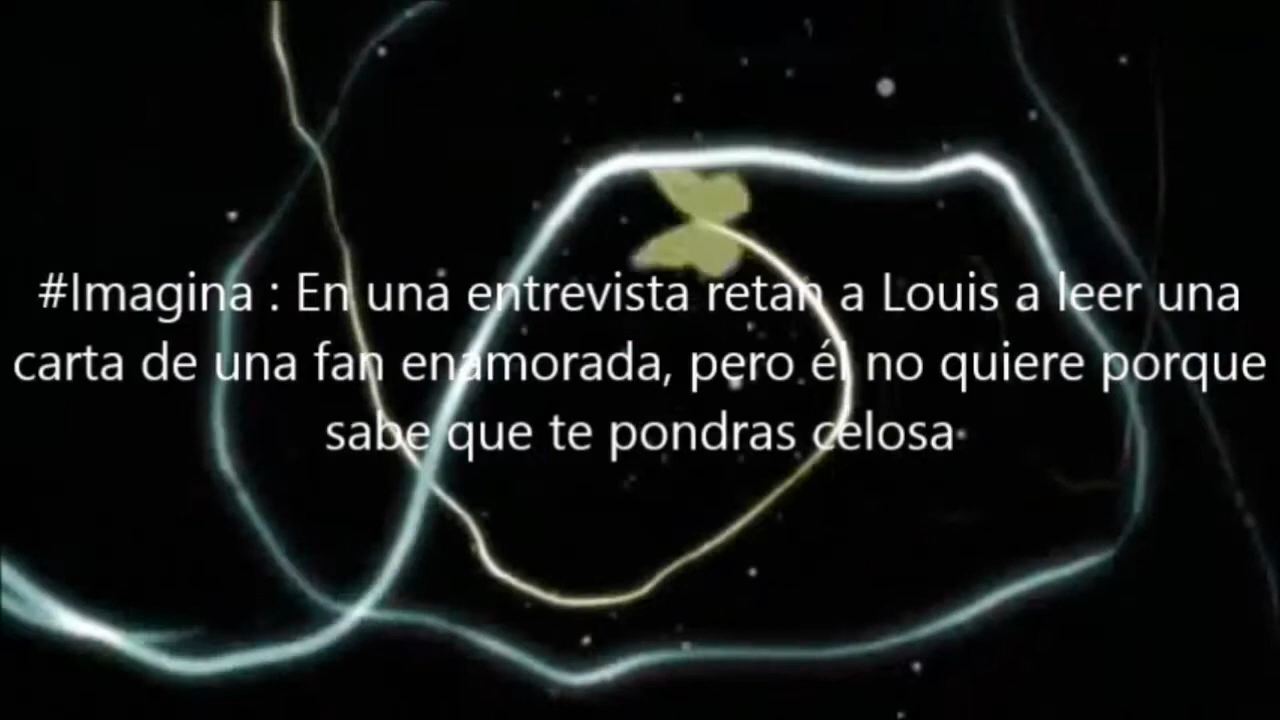 #Imagina : En una entrevista retan a Louis a leer una
carta de una fan enamorada, pero él no quiere porque
sabe que te pondras celosa